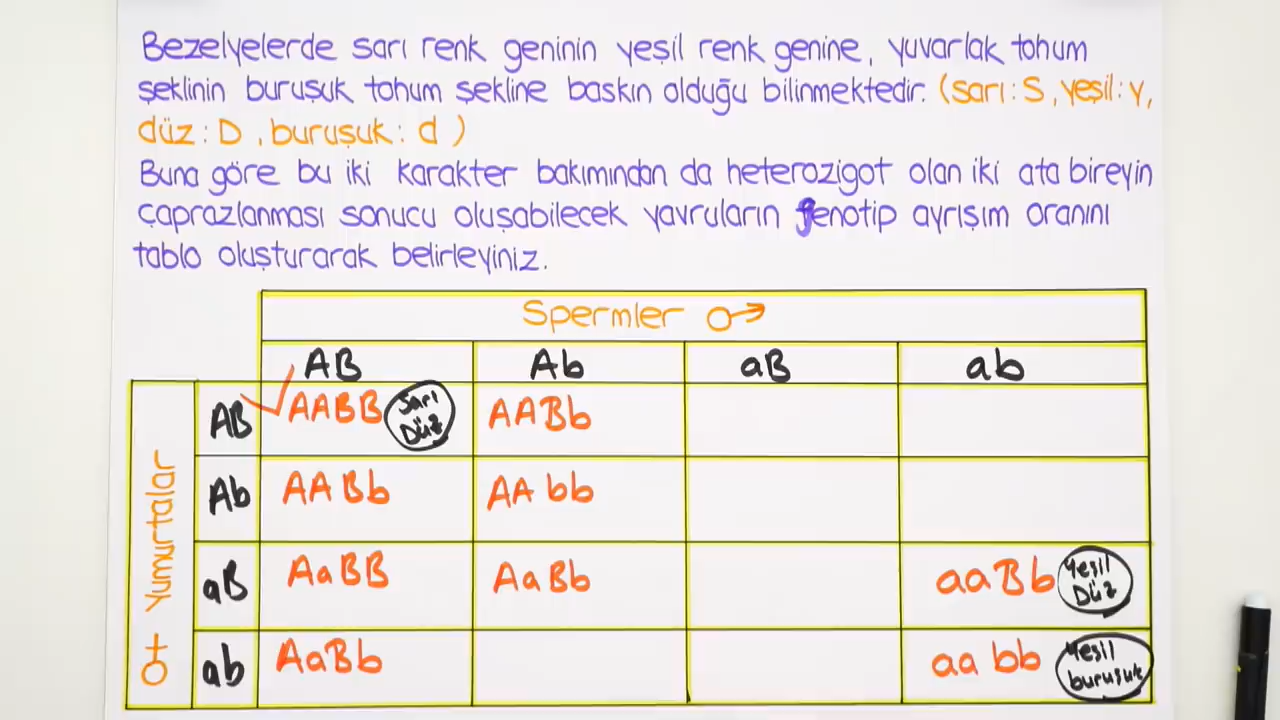 Bezelyelerde sarı renk geninin yeşil renk genine, yuvarlak tohum
şeklinin buruşuk tohum şekline baskın olduğu bilinmektedir. (sarı: S, yeşil: y,
düz: D, buruşuk: d)
Buna göre bu iki karakter bakımından da heterozigot olan iki ata bireyin
çaprazlanması sonucu oluşabilecek yavruların genotip ayrışım oranını
tablo oluşturarak belirleyiniz.
Spermler
AB Ab aB ab
Yumurtalar
AB AABB Sarı Düz AABb
Ab AABb AAbb
aB AaBB AaBb aaBb Yeşil Düz
ab AaBb aabb Yeşil buruşuk